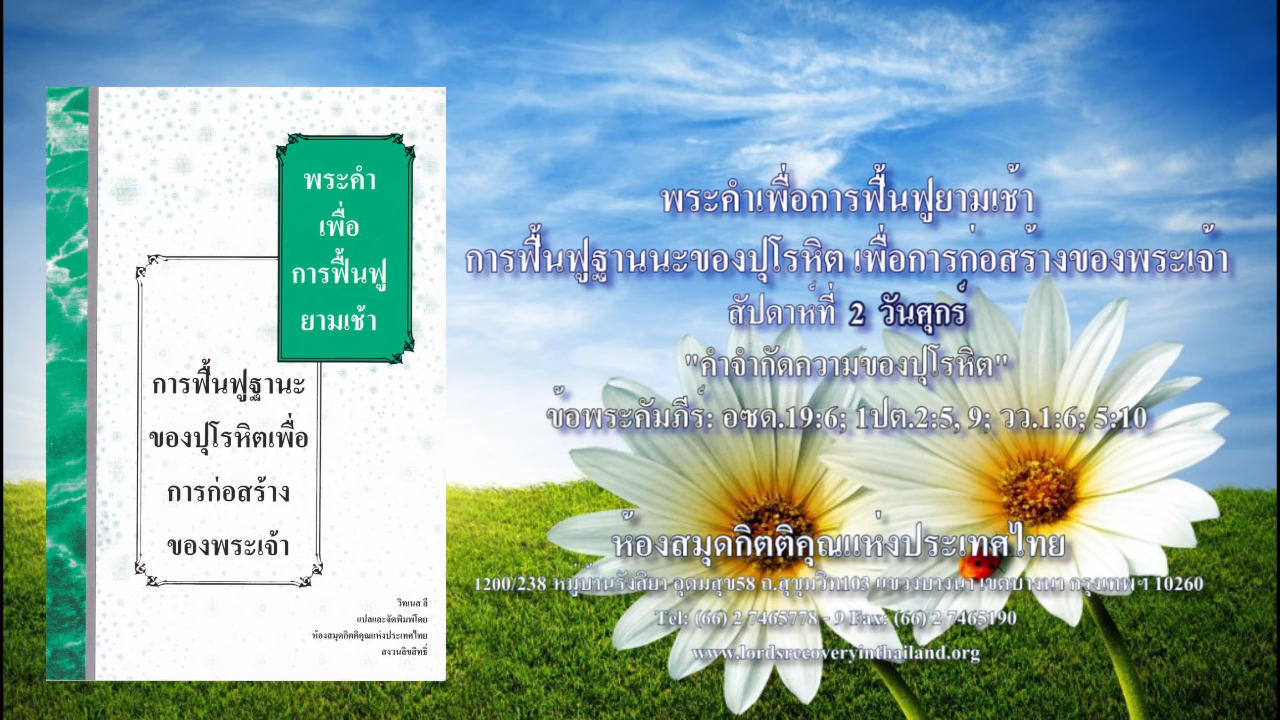 พระคำ
เพื่อ
การฟื้นฟู
ยามเช้า
การฟื้นฟูฐานะ
ของปุโรหิตเพื่อ
การก่อสร้าง
ของพระเจ้า
วิทเนส ลี
แปลและจัดพิมพ์โดย
ห้องสมุดกิตติคุณแห่งประเทศไทย
สงวนลิขสิทธิ์
พระคำเพื่อการฟื้นฟูยามเช้า
การฟื้นฟูฐานนะของปุโรหิต เพื่อการก่อสร้างของพระเจ้า
สัปดาห์ที่ 2 วันศุกร์
"คำจำกัดความของปุโรหิต"
ข้อพระคัมภีร์: อซด.19:6; 1ปต.2:5, 9; วว.1:6; 5:10
ห้องสมุดกิตติคุณแห่งประเทศไทย
1200/238 หมู่บ้านรังสิยา อุดมสุข58 ถ.สุขุมวิท103 แขวงบางนา เขตบางนา กรุงเทพฯ 10260
Tel: (66) 2 7465778 - 9 Fax: (66) 2 7465190
www.lordsrecoveryinthailand.org